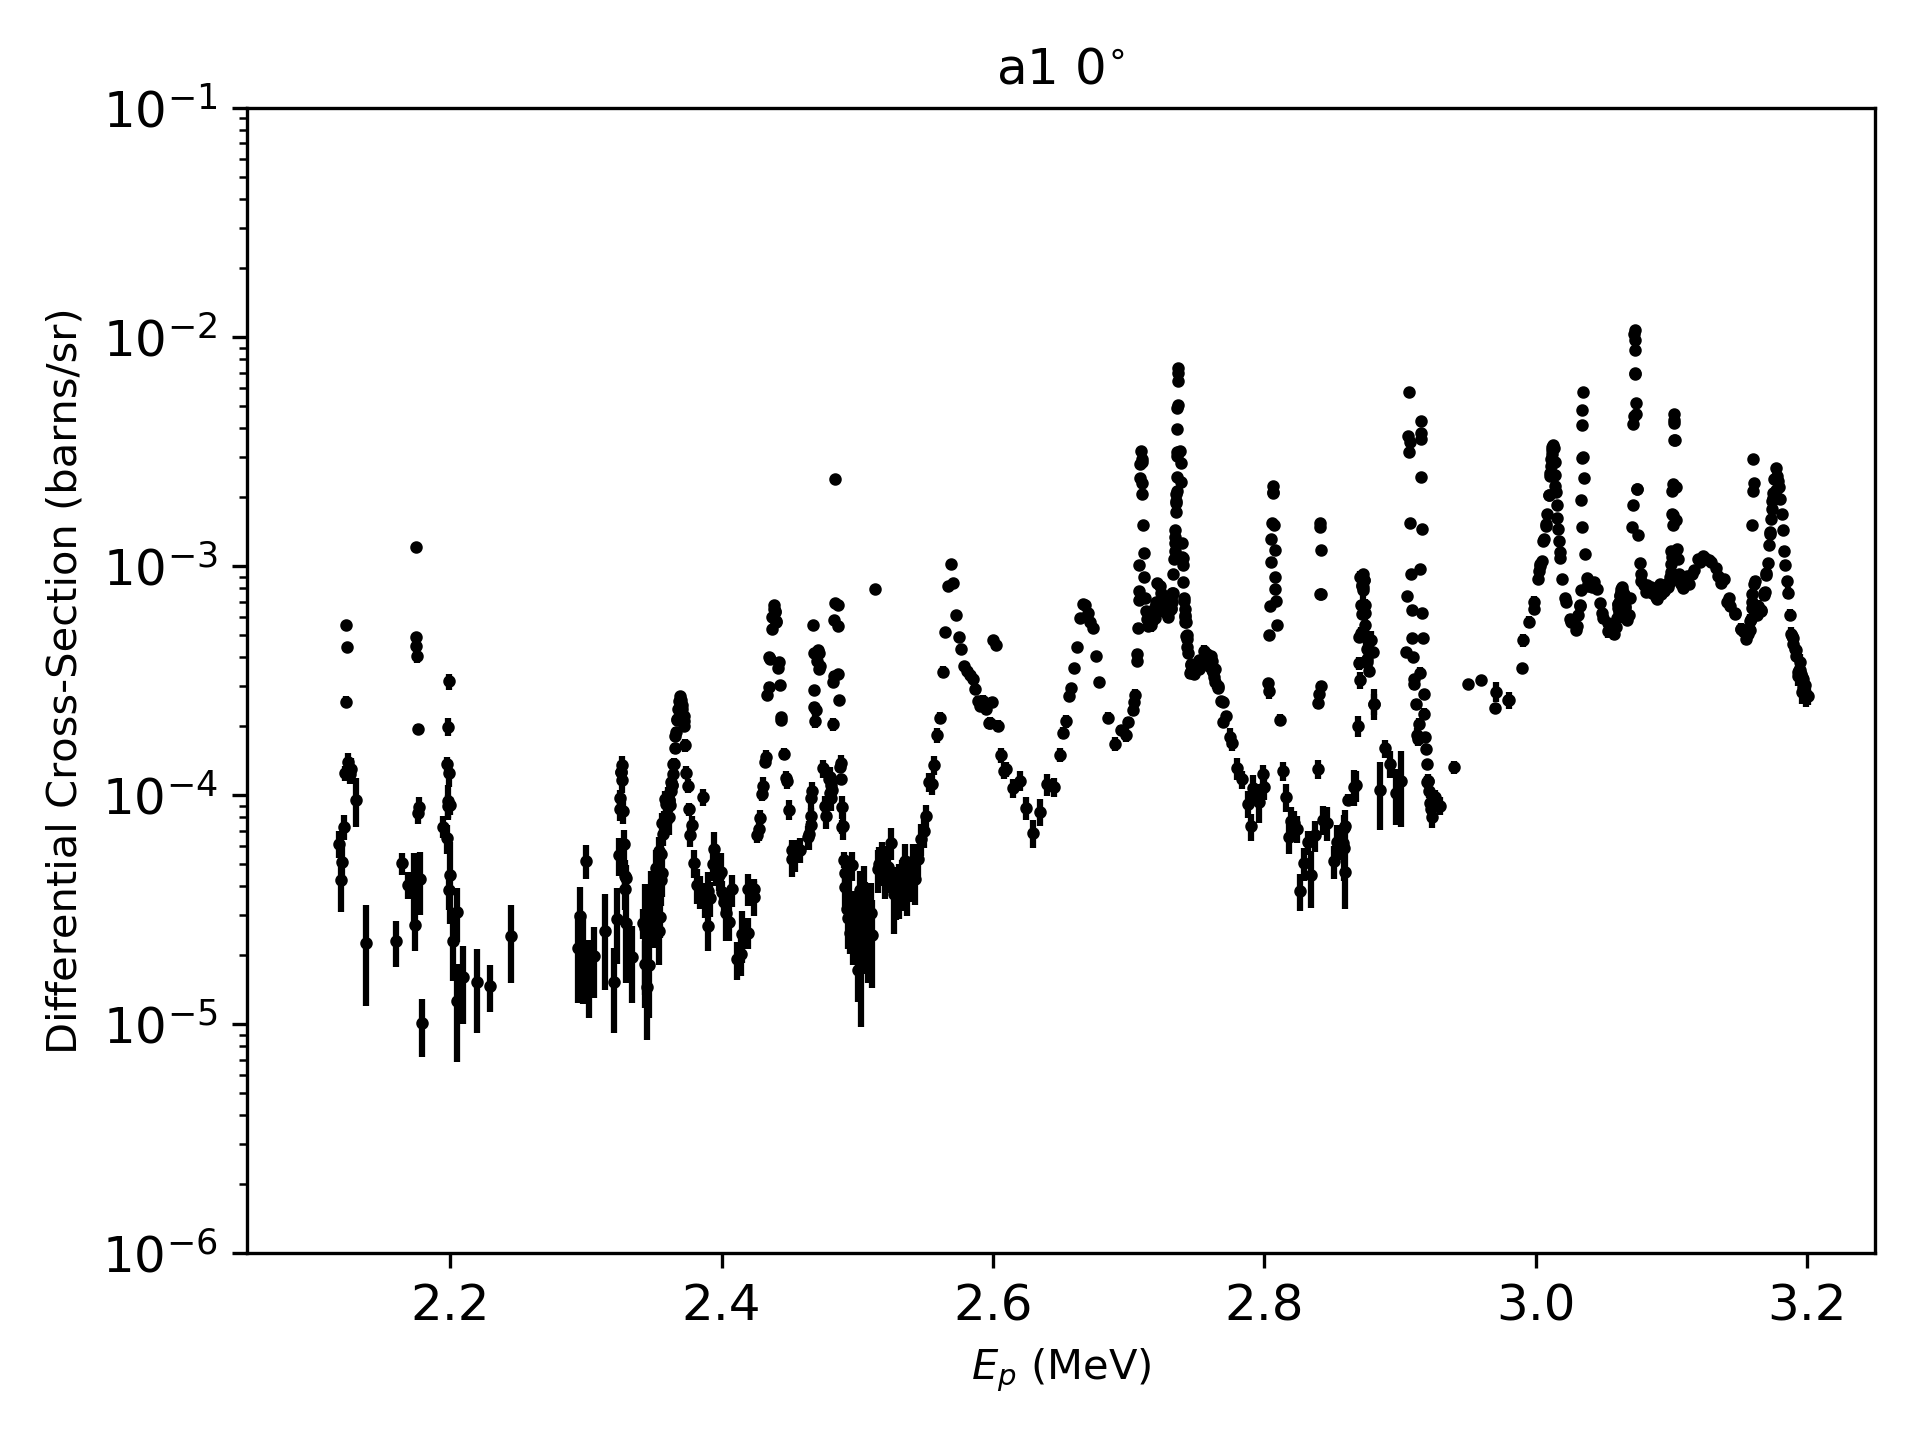 a1 0°
Differential Cross-Section (barns/sr)
10⁻¹
10⁻²
10⁻³
10⁻⁴
10⁻⁵
10⁻⁶
2.2 2.4 2.6 2.8 3.0 3.2
Eₚ (MeV)